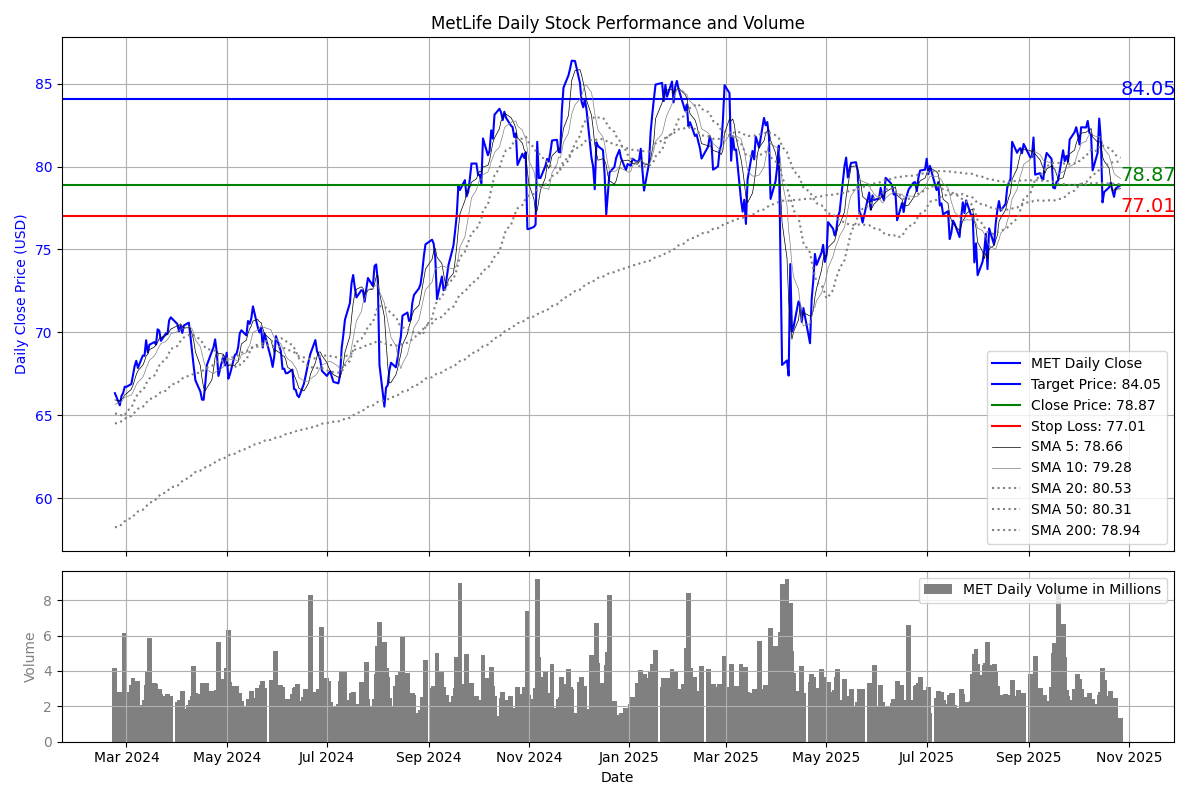 MetLife Daily Stock Performance and Volume
Daily Close Price (USD)
85
80
75
70
65
60
84.05
78.87
77.01
MET Daily Close
Target Price: 84.05
Close Price: 78.87
Stop Loss: 77.01
SMA 5: 78.66
SMA 10: 79.28
SMA 20: 80.53
SMA 50: 80.31
SMA 200: 78.94
Volume
8
6
4
2
0
MET Daily Volume in Millions
Mar 2024 May 2024 Jul 2024 Sep 2024 Nov 2024 Jan 2025 Mar 2025 May 2025 Jul 2025 Sep 2025 Nov 2025
Date